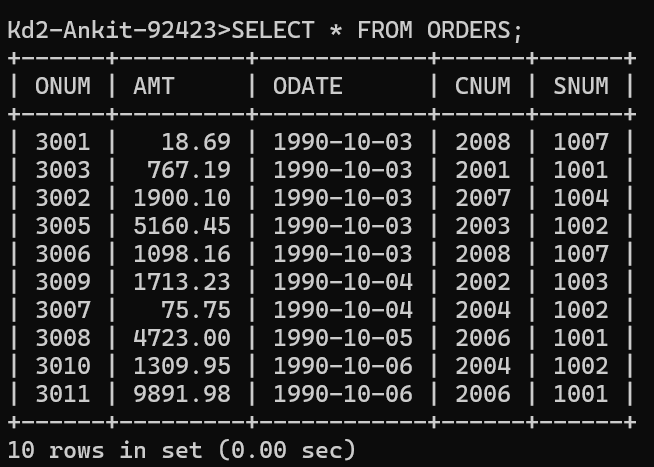 Kd2-Ankit-92423>SELECT * FROM ORDERS;
+------+---------+------------+------+------+
| ONUM | AMT     | ODATE      | CNUM | SNUM |
+------+---------+------------+------+------+
| 3001 |   18.69 | 1990-10-03 | 2008 | 1007 |
| 3003 |  767.19 | 1990-10-03 | 2001 | 1001 |
| 3002 | 1900.10 | 1990-10-03 | 2007 | 1004 |
| 3005 | 5160.45 | 1990-10-03 | 2003 | 1002 |
| 3006 | 1098.16 | 1990-10-03 | 2008 | 1007 |
| 3009 | 1713.23 | 1990-10-04 | 2002 | 1003 |
| 3007 |   75.75 | 1990-10-04 | 2004 | 1002 |
| 3008 | 4723.00 | 1990-10-05 | 2006 | 1001 |
| 3010 | 1309.95 | 1990-10-06 | 2004 | 1002 |
| 3011 | 9891.98 | 1990-10-06 | 2006 | 1001 |
+------+---------+------------+------+------+
10 rows in set (0.00 sec)